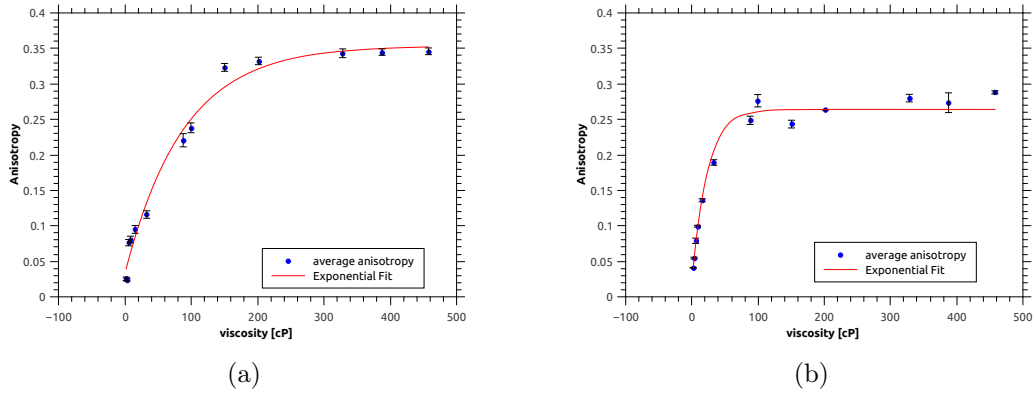 0.4
0.35
0.3
0.25
0.2
0.15
0.1
0.05
0
Anisotropy
−100 0 100 200 300 400 500
viscosity [cP]
average anisotropy
Exponential Fit
(a)
0.4
0.35
0.3
0.25
0.2
0.15
0.1
0.05
0
Anisotropy
−100 0 100 200 300 400 500
viscosity [cP]
average anisotropy
Exponential Fit
(b)